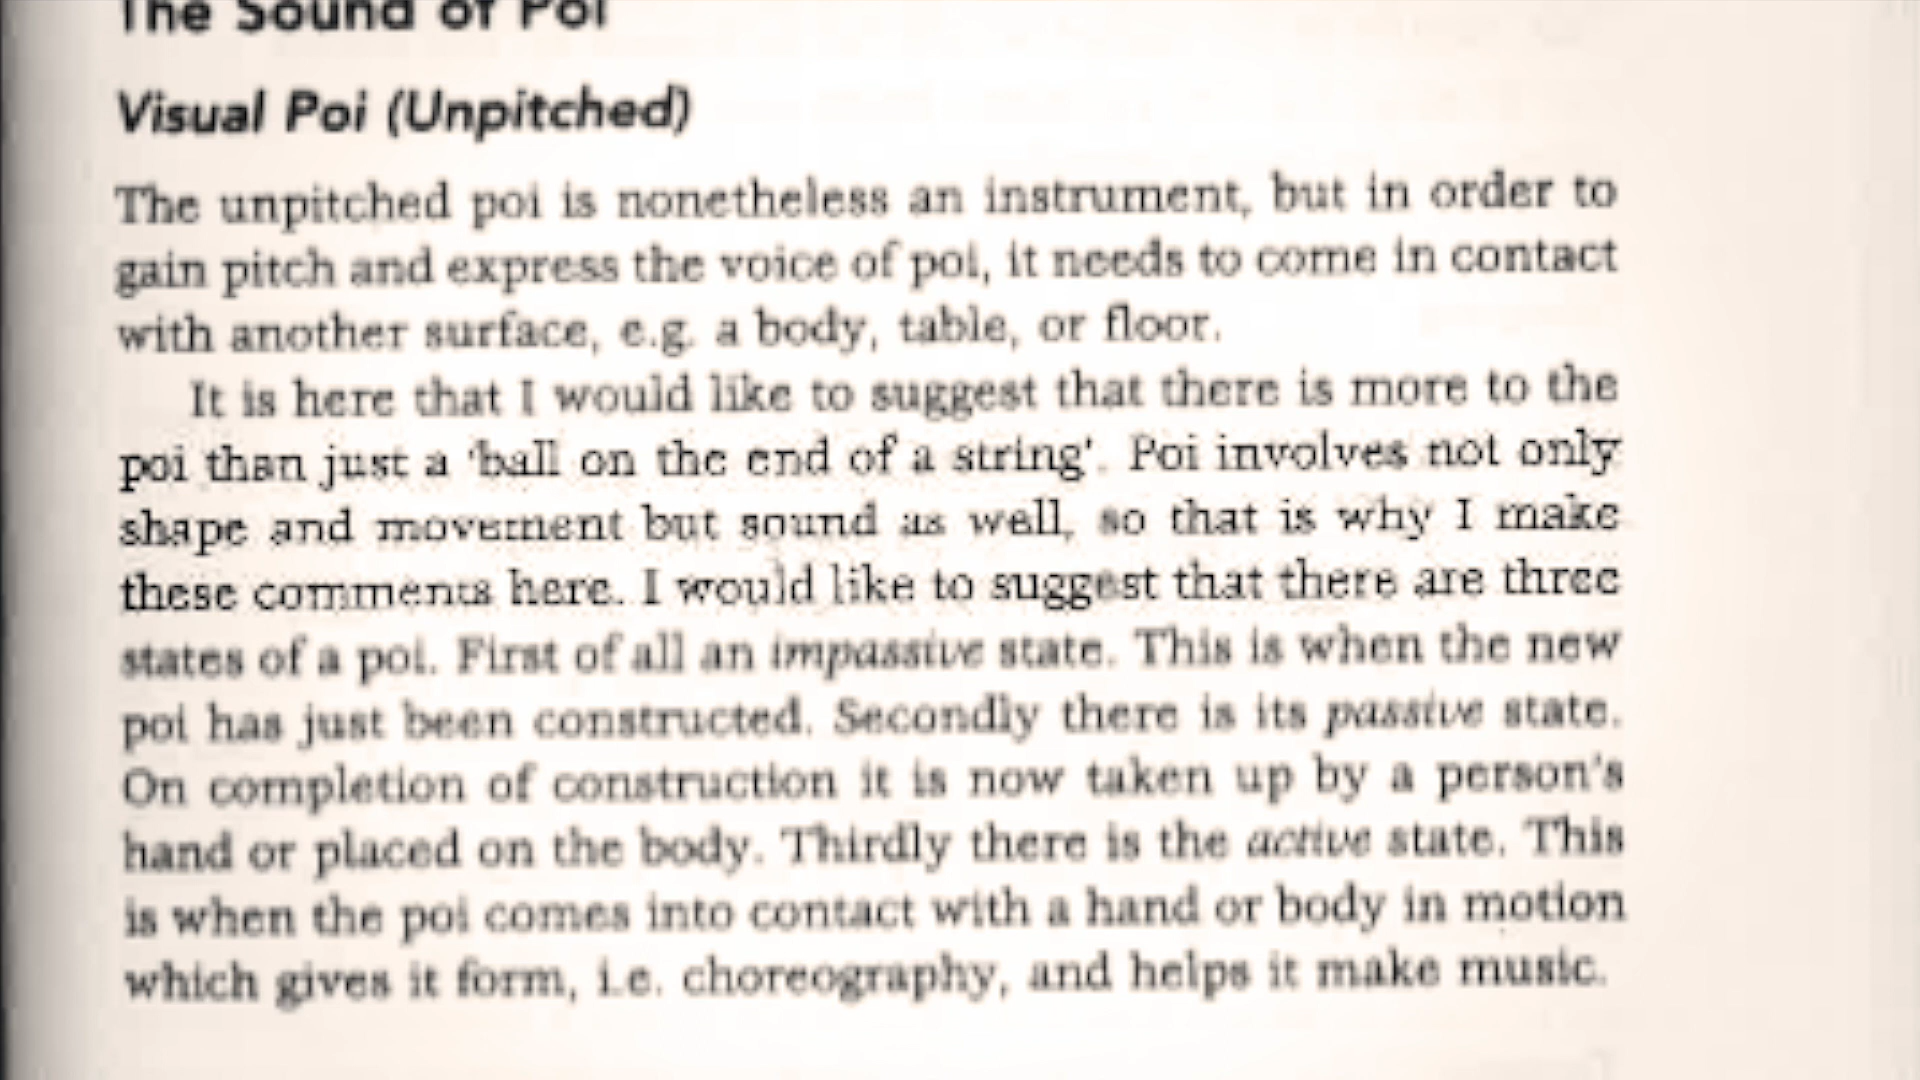 The Sound of Poi
Visual Poi (Unpitched)
The unpitched poi is nonetheless an instrument, but in order to
gain pitch and express the voice of poi, it needs to come in contact
with another surface, e.g. a body, table, or floor.
It is here that I would like to suggest that there is more to the
poi than just a 'ball on the end of a string'. Poi involves not only
shape and movement but sound as well, so that is why I make
these comments here. I would like to suggest that there are three
states of a poi. First of all an impassive state. This is when the new
poi has just been constructed. Secondly there is its passive state.
On completion of construction it is now taken up by a person's
hand or placed on the body. Thirdly there is the active state. This
is when the poi comes into contact with a hand or body in motion
which gives it form, i.e. choreography, and helps it make music.